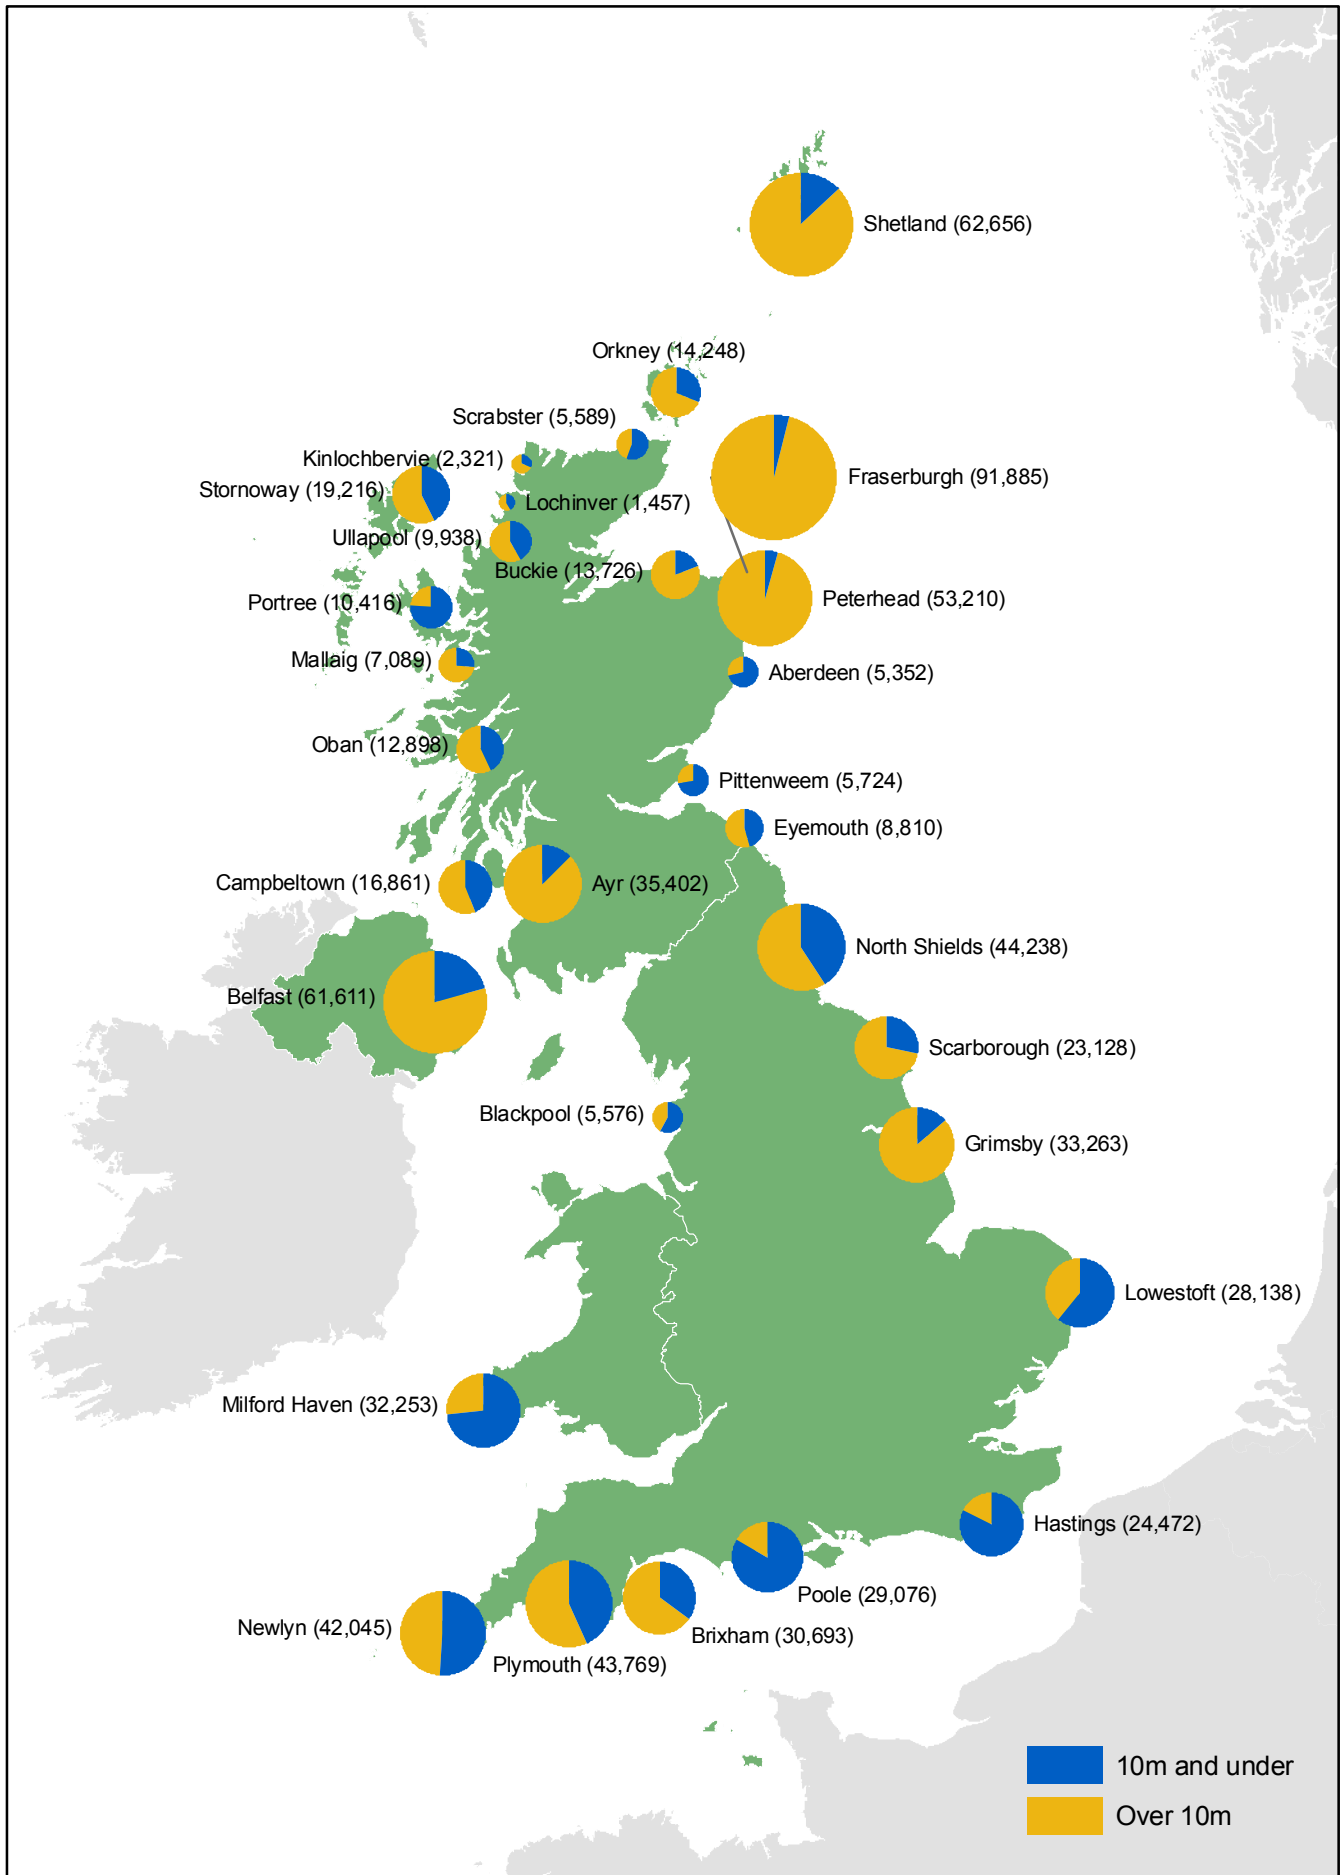 Shetland (62,656)
Orkney (14,248)
Scrabster (5,589)
Kinlochbervie (2,321)
Fraserburgh (91,885)
Stornoway (19,216)
Lochinver (1,457)
Ullapool (9,938)
Buckie (13,726)
Portree (10,416)
Peterhead (53,210)
Mallaig (7,089)
Aberdeen (5,352)
Oban (12,898)
Pittenweem (5,724)
Eyemouth (8,810)
Campbeltown (16,861)
Ayr (35,402)
North Shields (44,238)
Belfast (61,611)
Scarborough (23,128)
Blackpool (5,576)
Grimsby (33,263)
Lowestoft (28,138)
Milford Haven (32,253)
Hastings (24,472)
Poole (29,076)
Newlyn (42,045)
Brixham (30,693)
Plymouth (43,769)
10m and under
Over 10m